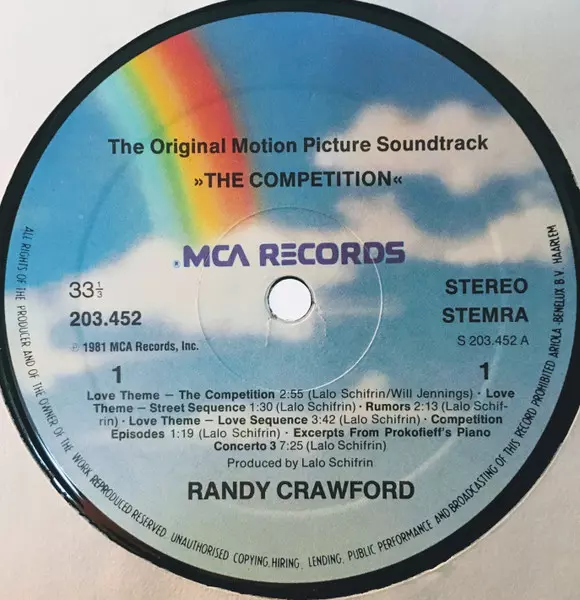 The Original Motion Picture Soundtrack
»THE COMPETITION«
® MCA RECORDS
33⅓
203.452
℗ 1981 MCA Records, Inc.
STEREO
STEMRA
S 203.452 A
1
1
Love Theme — The Competition 2:55 (Lalo Schifrin/Will Jennings) · Love
Theme – Street Sequence 1:30 (Lalo Schifrin) · Rumors 2:13 (Lalo Schif-
rin) · Love Theme – Love Sequence 3:42 (Lalo Schifrin) · Competition
Episodes 1:19 (Lalo Schifrin) · Excerpts From Prokofieff's Piano
Concerto 3 7:25 (Lalo Schifrin)
Produced by Lalo Schifrin
RANDY CRAWFORD
ALL RIGHTS OF THE PRODUCER AND OF THE OWNER OF THE WORK REPRODUCED RESERVED. UNAUTHORISED COPYING, HIRING, LENDING, PUBLIC PERFORMANCE AND BROADCASTING OF THIS RECORD PROHIBITED ARIOLA-BENELUX B.V. HAARLEM